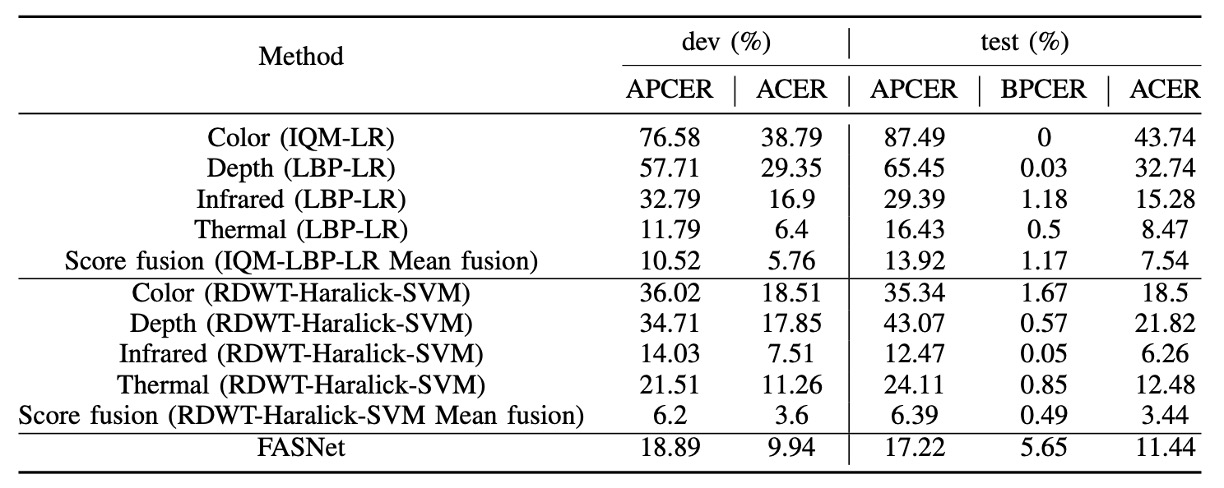 Method dev (%) test (%)
APCER ACER APCER BPCER ACER
Color (IQM-LR) 76.58 38.79 87.49 0 43.74
Depth (LBP-LR) 57.71 29.35 65.45 0.03 32.74
Infrared (LBP-LR) 32.79 16.9 29.39 1.18 15.28
Thermal (LBP-LR) 11.79 6.4 16.43 0.5 8.47
Score fusion (IQM-LBP-LR Mean fusion) 10.52 5.76 13.92 1.17 7.54
Color (RDWT-Haralick-SVM) 36.02 18.51 35.34 1.67 18.5
Depth (RDWT-Haralick-SVM) 34.71 17.85 43.07 0.57 21.82
Infrared (RDWT-Haralick-SVM) 14.03 7.51 12.47 0.05 6.26
Thermal (RDWT-Haralick-SVM) 21.51 11.26 24.11 0.85 12.48
Score fusion (RDWT-Haralick-SVM Mean fusion) 6.2 3.6 6.39 0.49 3.44
FASNet 18.89 9.94 17.22 5.65 11.44